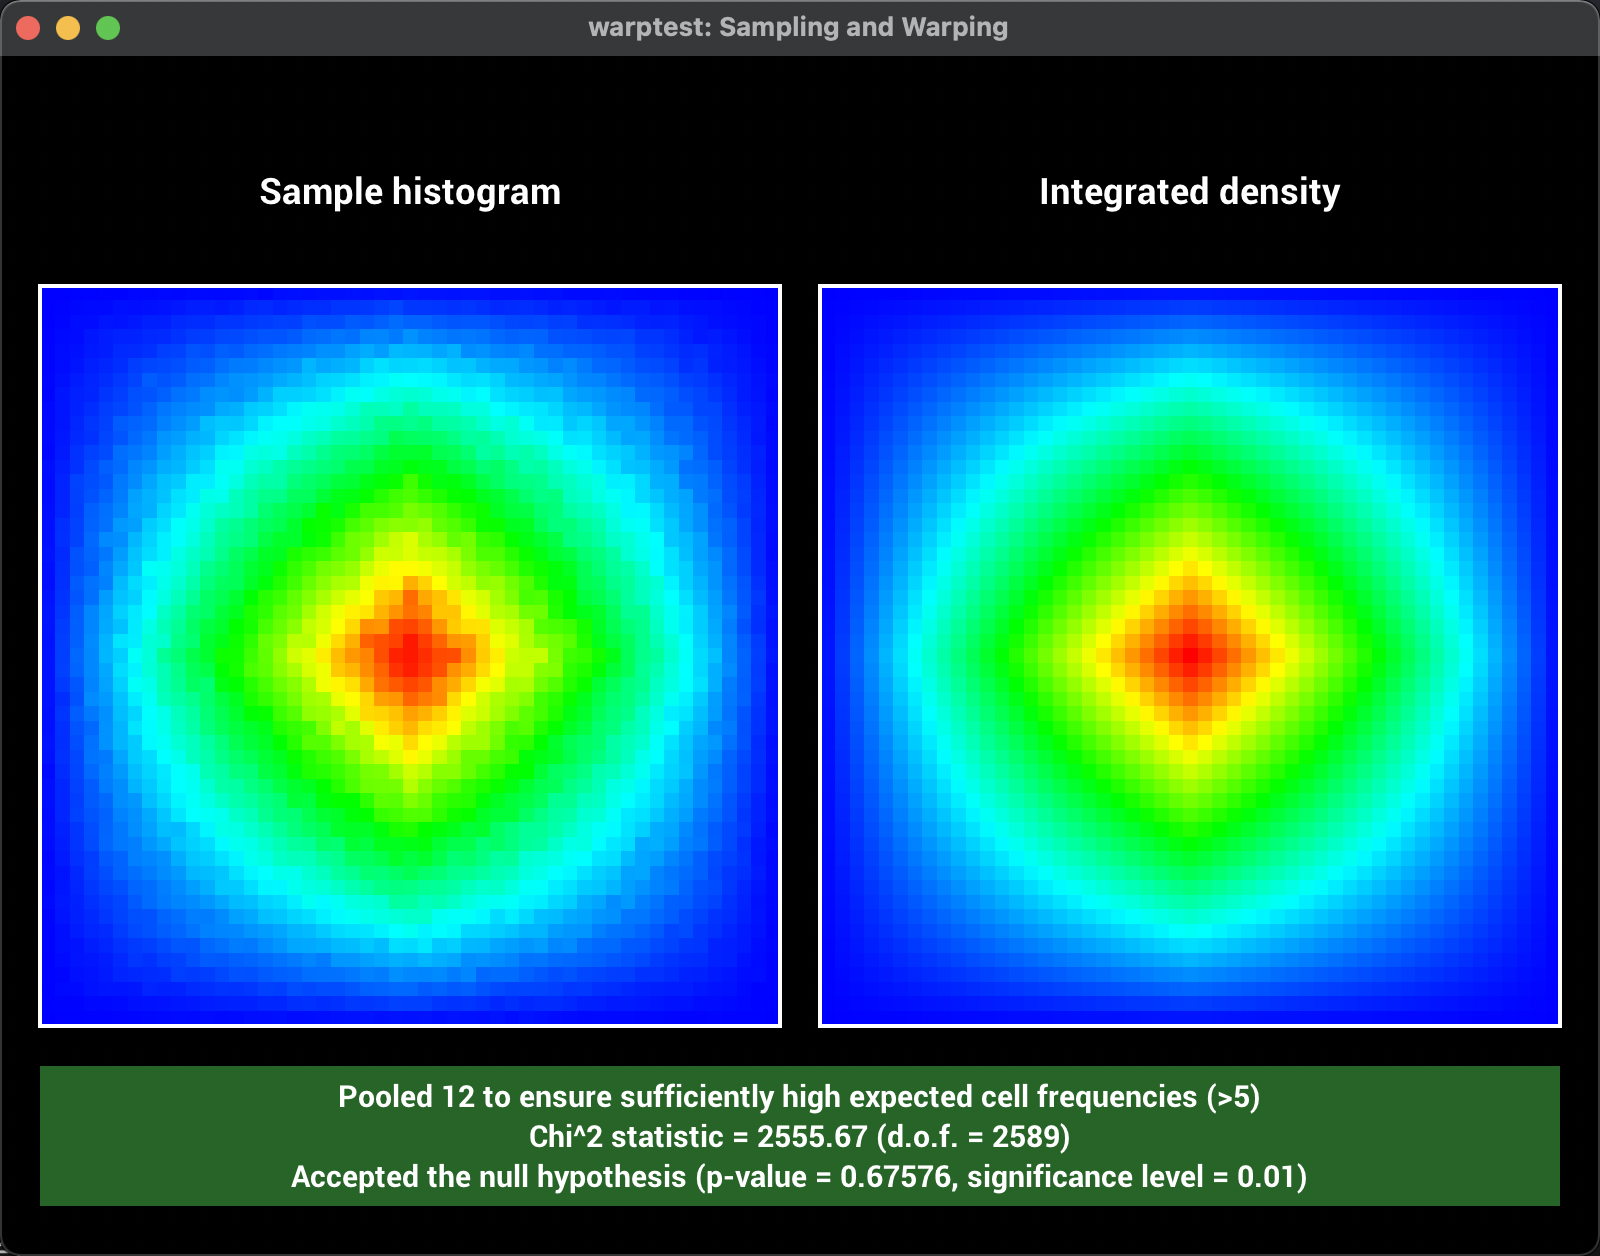 warptest: Sampling and Warping
Sample histogram
Integrated density
Pooled 12 to ensure sufficiently high expected cell frequencies (>5)
Chi^2 statistic = 2555.67 (d.o.f. = 2589)
Accepted the null hypothesis (p-value = 0.67576, significance level = 0.01)